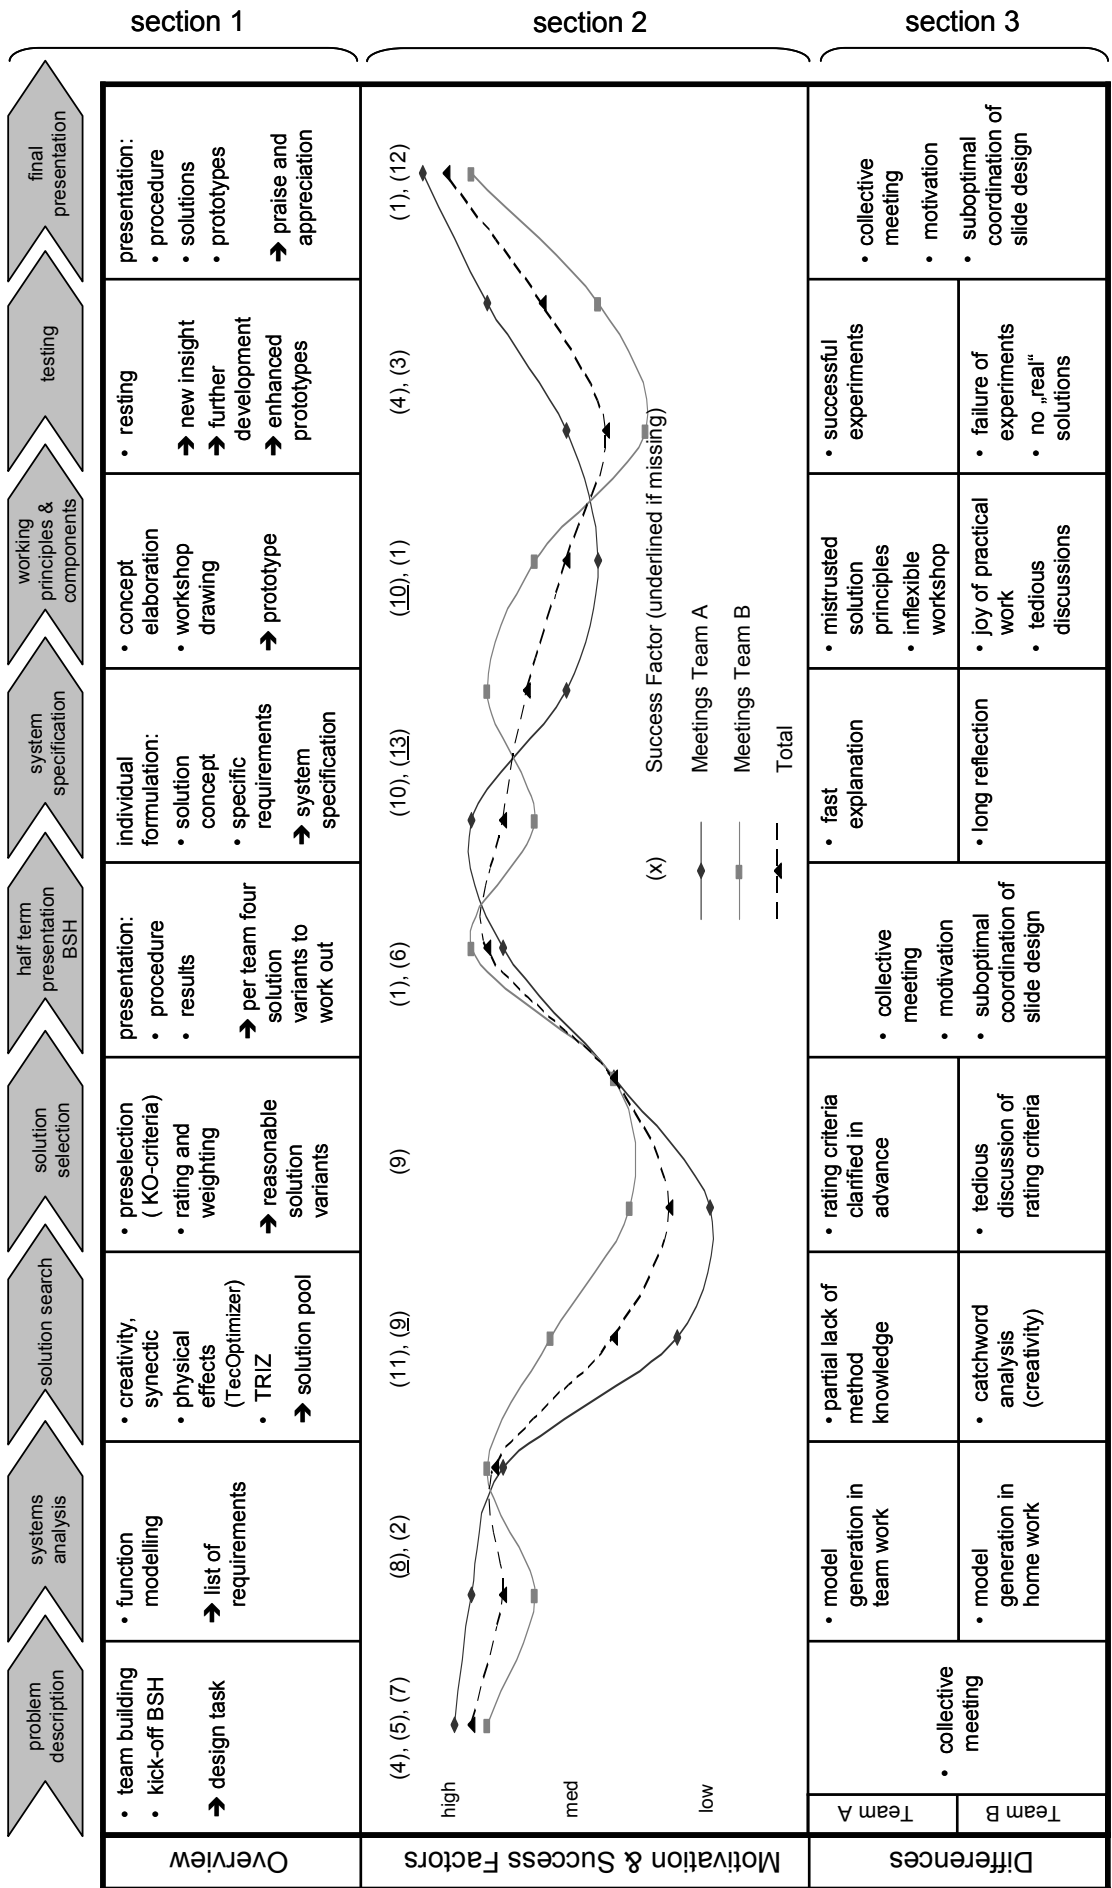 section 1
section 2
section 3
problem
description
systems
analysis
solution search
solution
selection
half term
presentation
BSH
system
specification
working
principles &
components
testing
final
presentation
Overview
• team building
• kick-off BSH
➔ design task
• function
modelling
➔ list of
requirements
• creativity,
synectic
• physical
effects
(TecOptimizer)
• TRIZ
➔ solution pool
• preselection
( KO-criteria)
• rating and
weighting
➔ reasonable
solution
variants
presentation:
• procedure
• results
➔ per team four
solution
variants to
work out
individual
formulation:
• solution
concept
• specific
requirements
➔ system
specification
• concept
elaboration
• workshop
drawing
➔ prototype
• resting
➔ new insight
➔ further
development
➔ enhanced
prototypes
presentation:
• procedure
• solutions
• prototypes
➔ praise and
appreciation
Motivation & Success Factors
high
med
low
(4), (5), (7)
(8), (2)
(11), (9)
(9)
(1), (6)
(10), (13)
(10), (1)
(4), (3)
(1), (12)
(x) Success Factor (underlined if missing)
Meetings Team A
Meetings Team B
Total
Differences
Team A
Team B
• collective
meeting
• model
generation in
team work
• model
generation in
home work
• partial lack of
method
knowledge
• catchword
analysis
(creativity)
• rating criteria
clarified in
advance
• tedious
discussion of
rating criteria
• collective
meeting
• motivation
• suboptimal
coordination of
slide design
• fast
explanation
• long reflection
• mistrusted
solution
principles
• inflexible
workshop
• joy of practical
work
• tedious
discussions
• successful
experiments
• failure of
experiments
• no „real“
solutions
• collective
meeting
• motivation
• suboptimal
coordination of
slide design